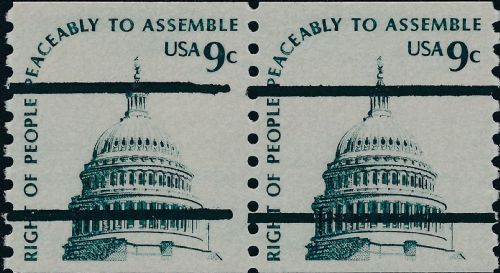 RIGHT OF PEOPLE PEACEABLY TO ASSEMBLE
USA 9c
RIGHT OF PEOPLE PEACEABLY TO ASSEMBLE
USA 9c